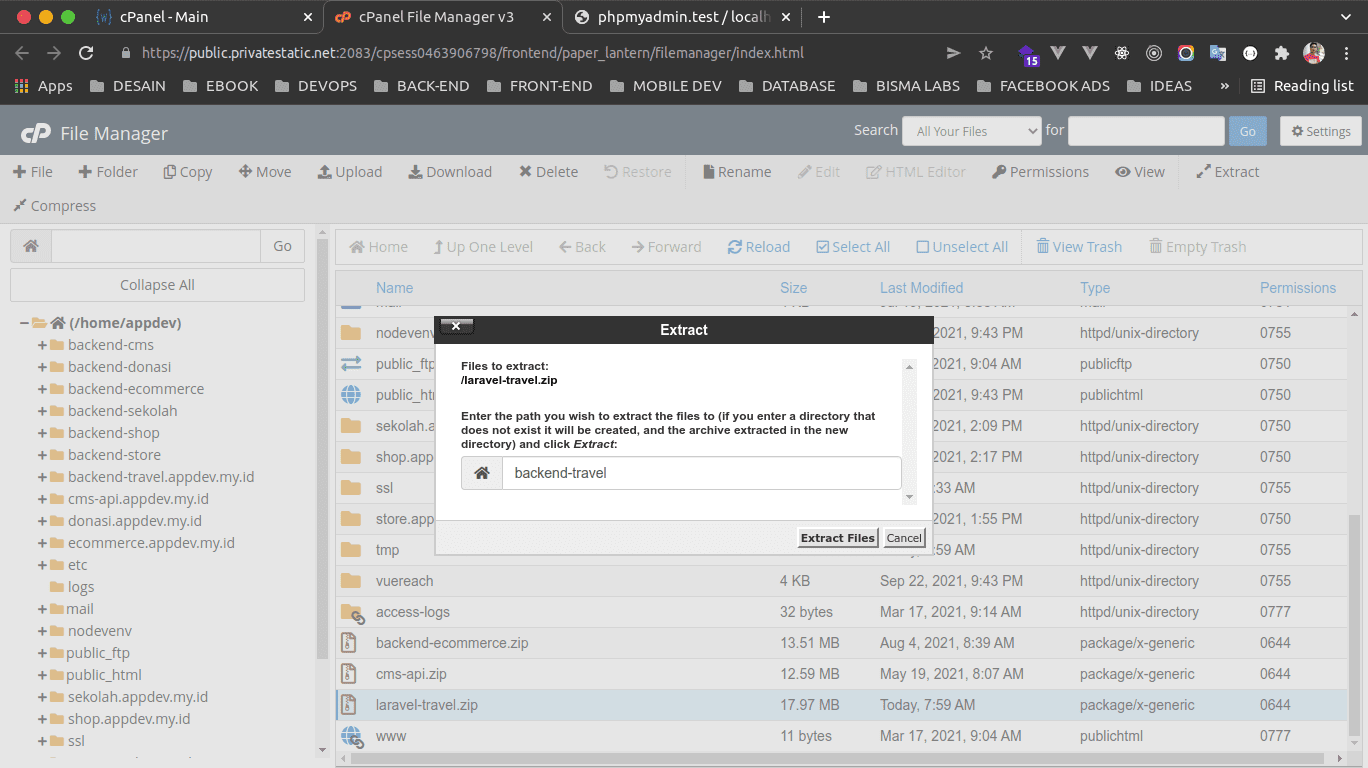 cPanel - Main
cPanel File Manager v3
phpmyadmin.test / localh
https://public.privatestatic.net:2083/cpsess0463906798/frontend/paper_lantern/filemanager/index.html
15
Apps DESAIN EBOOK DEVOPS BACK-END FRONT-END MOBILE DEV DATABASE BISMA LABS FACEBOOK ADS IDEAS » Reading list
cP File Manager
Search All Your Files for Go Settings
File Folder Copy Move Upload Download Delete Restore Rename Edit HTML Editor Permissions View Extract
Compress
Go
Collapse All
(/home/appdev)
backend-cms
backend-donasi
backend-ecommerce
backend-sekolah
backend-shop
backend-store
backend-travel.appdev.my.id
cms-api.appdev.my.id
donasi.appdev.my.id
ecommerce.appdev.my.id
etc
logs
mail
nodevenv
public_ftp
public_html
sekolah.appdev.my.id
shop.appdev.my.id
ssl
Home Up One Level Back Forward Reload Select All Unselect All View Trash Empty Trash
Name Size Last Modified Type Permissions
nodevenv 2021, 9:43 PM httpd/unix-directory 0755
public_ftp 2021, 9:04 AM publicftp 0750
public_ht 2021, 9:43 PM publichtml 0750
sekolah.a 2021, 2:09 PM httpd/unix-directory 0750
shop.app 2021, 2:17 PM httpd/unix-directory 0750
ssl :33 AM httpd/unix-directory 0755
store.app 2021, 1:55 PM httpd/unix-directory 0750
tmp :59 AM httpd/unix-directory 0755
vuereach 4 KB Sep 22, 2021, 9:43 PM httpd/unix-directory 0755
access-logs 32 bytes Mar 17, 2021, 9:14 AM httpd/unix-directory 0777
backend-ecommerce.zip 13.51 MB Aug 4, 2021, 8:39 AM package/x-generic 0644
cms-api.zip 12.59 MB May 19, 2021, 8:07 AM package/x-generic 0644
laravel-travel.zip 17.97 MB Today, 7:59 AM package/x-generic 0644
www 11 bytes Mar 17, 2021, 9:04 AM publichtml 0777
Extract
Files to extract:
/laravel-travel.zip
Enter the path you wish to extract the files to (if you enter a directory that
does not exist it will be created, and the archive extracted in the new
directory) and click Extract:
backend-travel
Extract Files Cancel